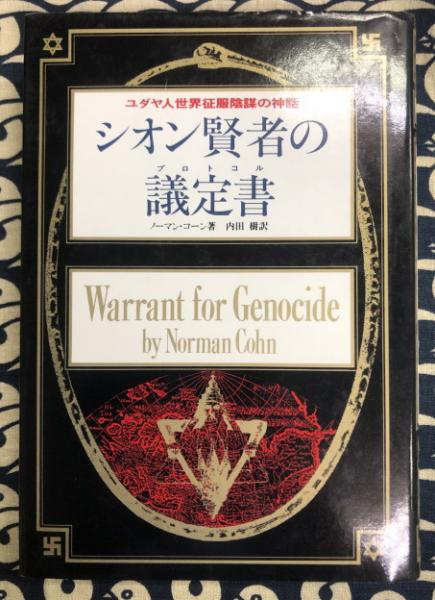 ユダヤ人世界征服陰謀の神話
シオン賢者の
プロトコル
議定書
ノーマン・コーン著 内田 樹訳
Warrant for Genocide
by Norman Cohn